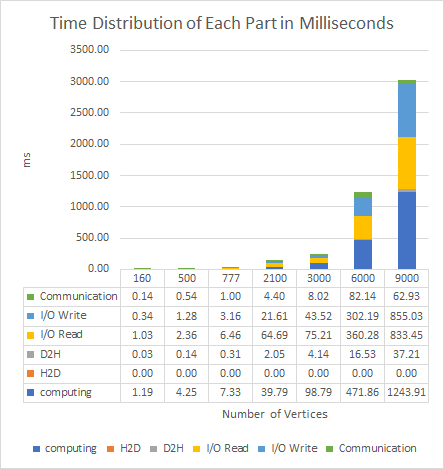 Time Distribution of Each Part in Milliseconds
3500.00
3000.00
2500.00
2000.00
1500.00
1000.00
500.00
0.00
ms
160 500 777 2100 3000 6000 9000
Communication 0.14 0.54 1.00 4.40 8.02 82.14 62.93
I/O Write 0.34 1.28 3.16 21.61 43.52 302.19 855.03
I/O Read 1.03 2.36 6.46 64.69 75.21 360.28 833.45
D2H 0.03 0.14 0.31 2.05 4.14 16.53 37.21
H2D 0.00 0.00 0.00 0.00 0.00 0.00 0.00
computing 1.19 4.25 7.33 39.79 98.79 471.86 1243.91
Number of Vertices
computing H2D D2H I/O Read I/O Write Communication